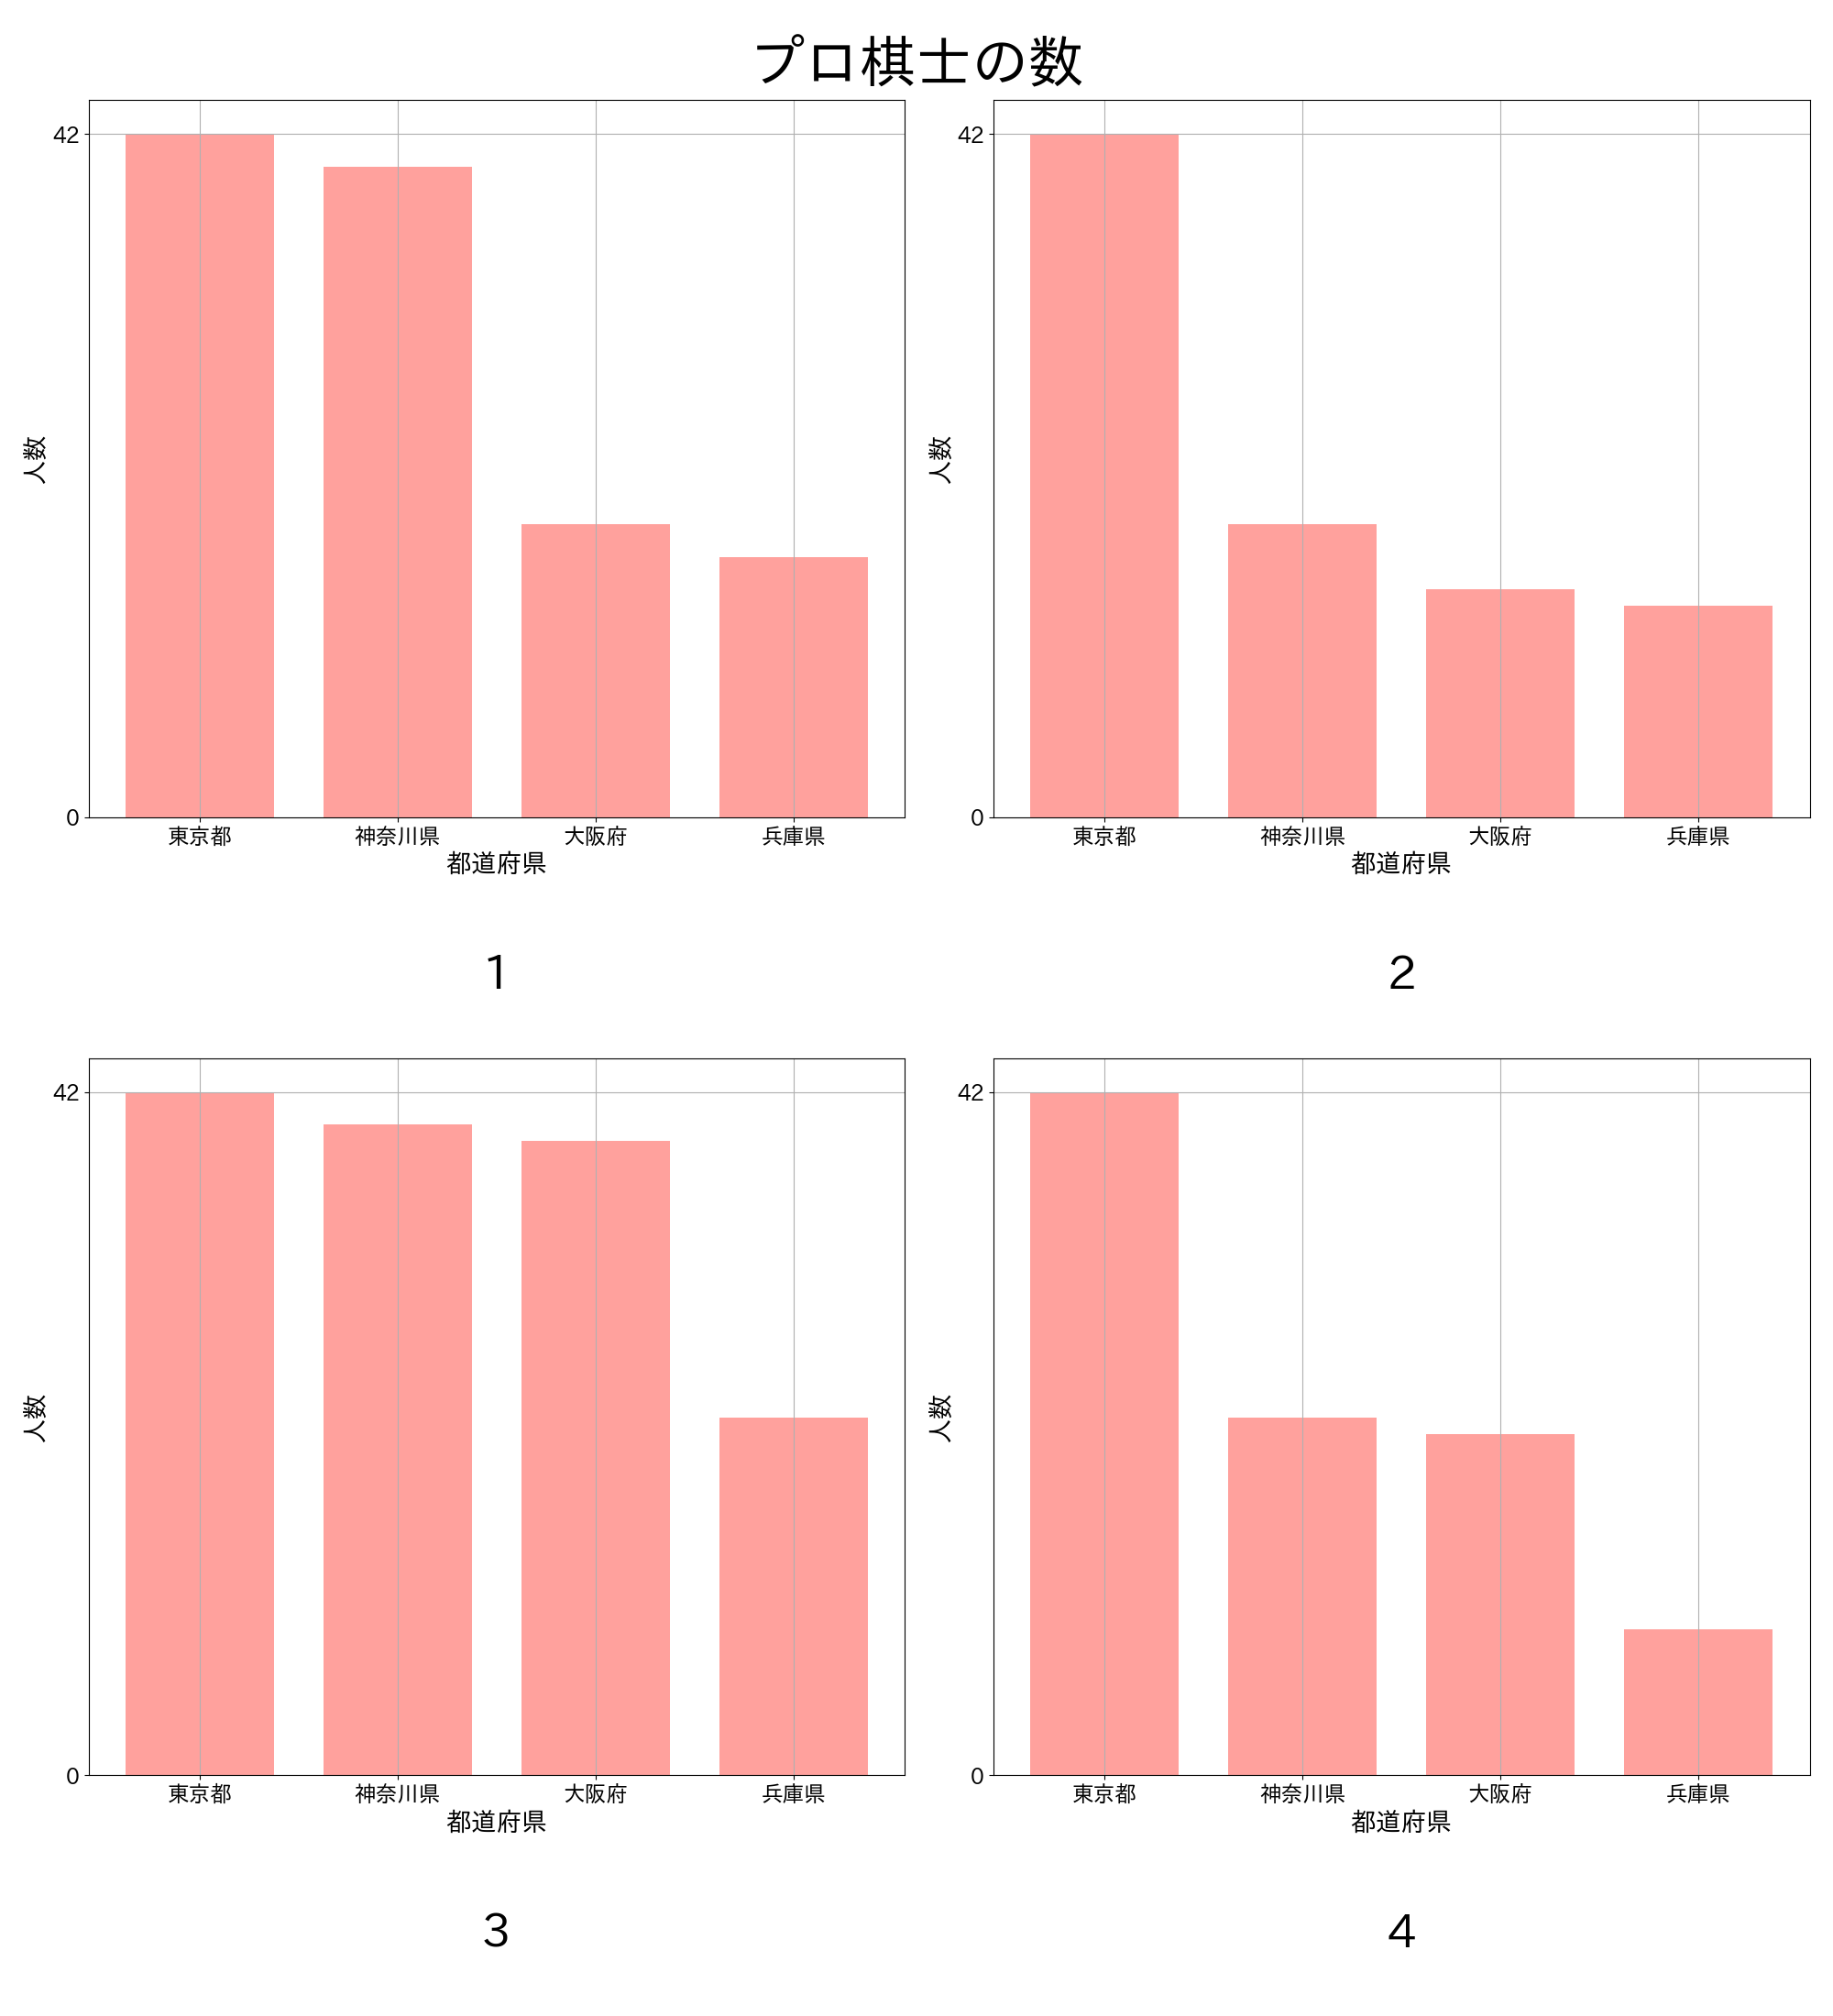 プロ棋士の数
42
0
人数
東京都 神奈川県 大阪府 兵庫県
都道府県
1
42
0
人数
東京都 神奈川県 大阪府 兵庫県
都道府県
2
42
0
人数
東京都 神奈川県 大阪府 兵庫県
都道府県
3
42
0
人数
東京都 神奈川県 大阪府 兵庫県
都道府県
4